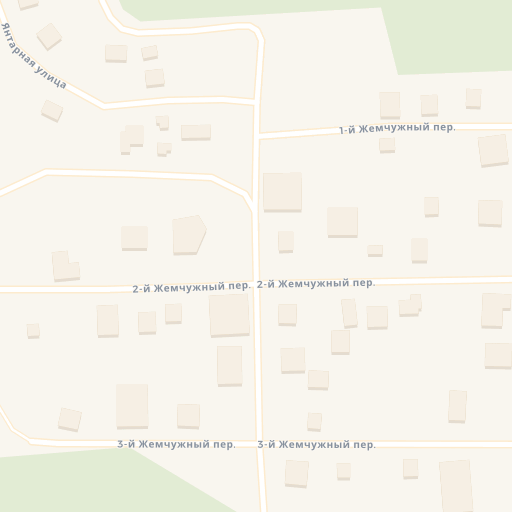 Янтарная улица
1-й Жемчужный пер.
2-й Жемчужный пер. 2-й Жемчужный пер.
3-й Жемчужный пер. 3-й Жемчужный пер.